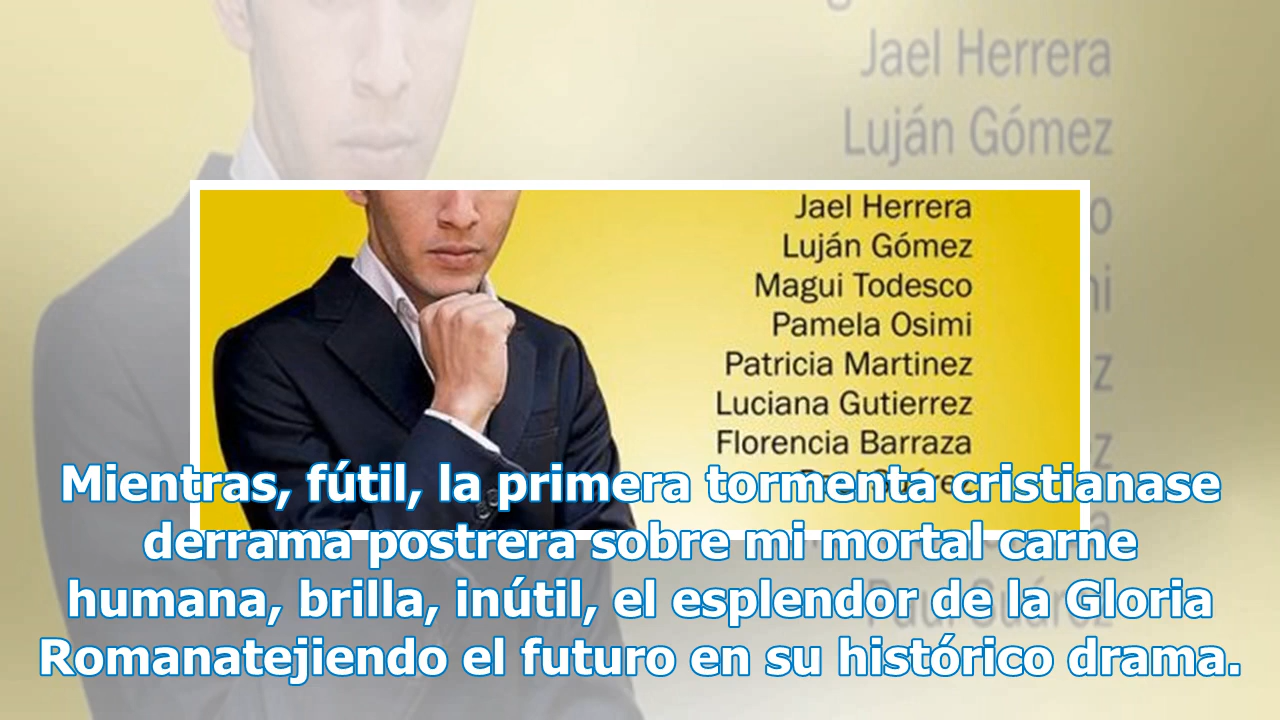 Jael Herrera
Luján Gómez
Jael Herrera
Luján Gómez
Magui Todesco
Pamela Osimi
Patricia Martinez
Luciana Gutierrez
Florencia Barraza
Mientras, fútil, la primera tormenta cristianase
derrama postrera sobre mi mortal carne
humana, brilla, inútil, el esplendor de la Gloria
Romanatejiendo el futuro en su histórico drama.
Paul Suárez